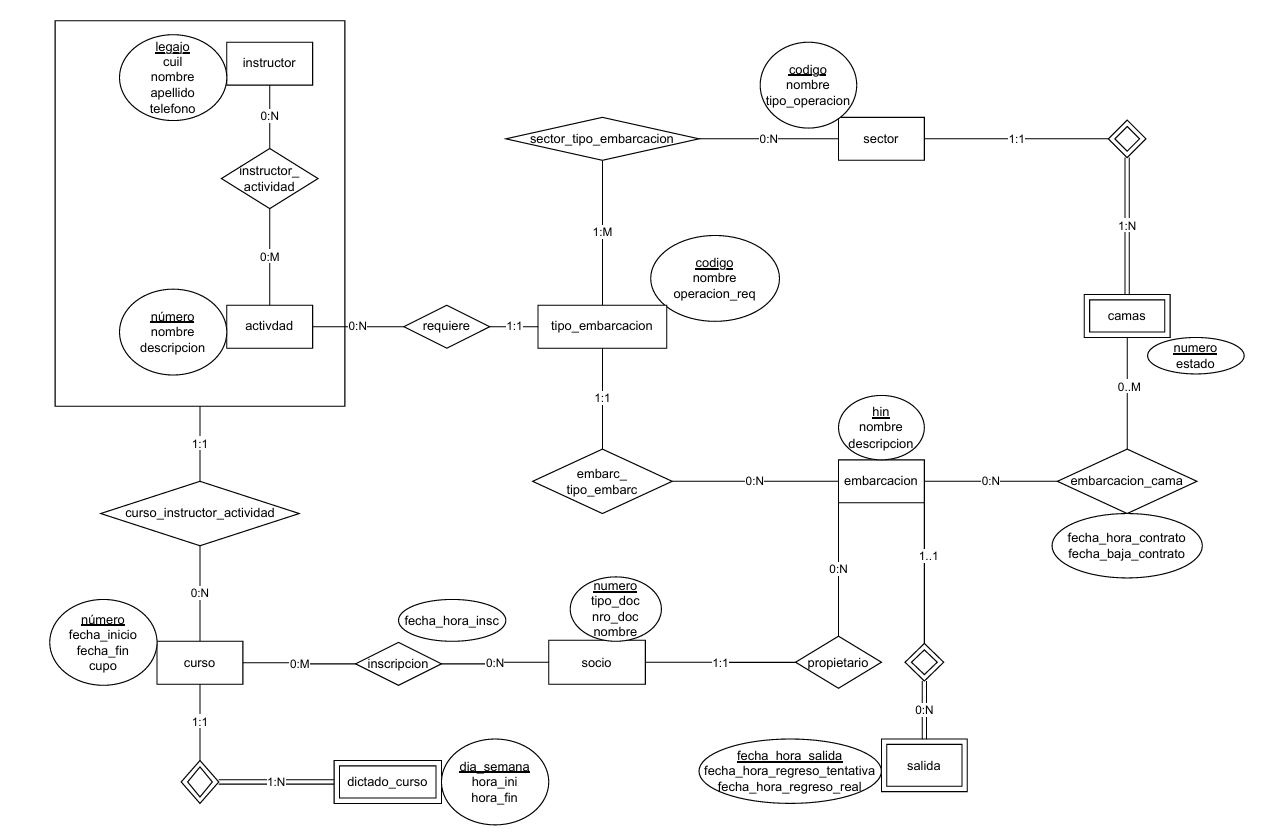 legajo
cuil
nombre
apellido
telefono
instructor
0:N
instructor_
actividad
0:M
número
nombre
descripcion
activdad
0:N
requiere
1:1
tipo_embarcacion
codigo
nombre
operacion_req
1:M
sector_tipo_embarcacion
0:N
codigo
nombre
tipo_operacion
sector
1:1
1:N
camas
numero
estado
0..M
1:1
embarc_
tipo_embarc
0:N
hin
nombre
descripcion
embarcacion
0:N
embarcacion_cama
fecha_hora_contrato
fecha_baja_contrato
1:1
curso_instructor_actividad
0:N
número
fecha_inicio
fecha_fin
cupo
curso
0:M
inscripcion
fecha_hora_insc
0:N
numero
tipo_doc
nro_doc
nombre
socio
1:1
propietario
0:N
1..1
0:N
fecha_hora_salida
fecha_hora_regreso_tentativa
fecha_hora_regreso_real
salida
1:1
1:N
dictado_curso
dia_semana
hora_ini
hora_fin